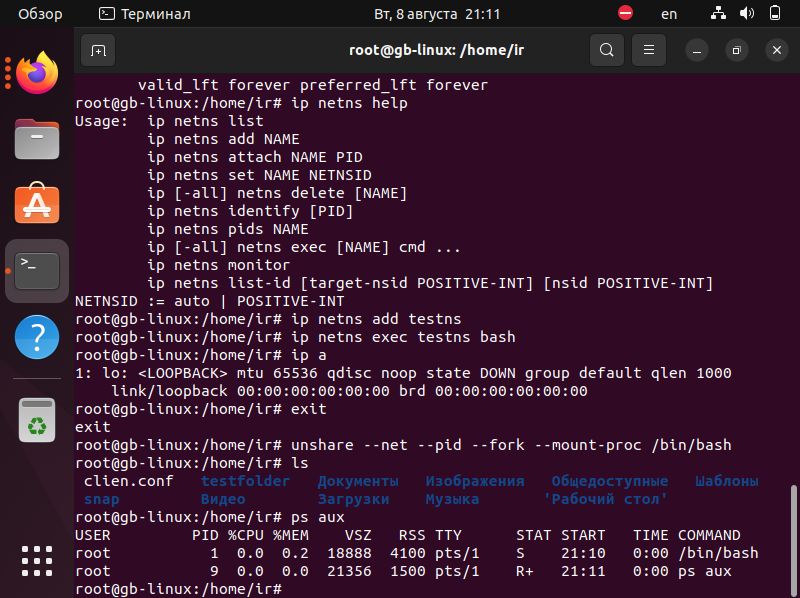 Обзор Терминал Вт, 8 августа 21:11 en
root@gb-linux: /home/ir
       valid_lft forever preferred_lft forever
root@gb-linux:/home/ir# ip netns help
Usage:  ip netns list
        ip netns add NAME
        ip netns attach NAME PID
        ip netns set NAME NETNSID
        ip [-all] netns delete [NAME]
        ip netns identify [PID]
        ip netns pids NAME
        ip [-all] netns exec [NAME] cmd ...
        ip netns monitor
        ip netns list-id [target-nsid POSITIVE-INT] [nsid POSITIVE-INT]
NETNSID := auto | POSITIVE-INT
root@gb-linux:/home/ir# ip netns add testns
root@gb-linux:/home/ir# ip netns exec testns bash
root@gb-linux:/home/ir# ip a
1: lo: <LOOPBACK> mtu 65536 qdisc noop state DOWN group default qlen 1000
    link/loopback 00:00:00:00:00:00 brd 00:00:00:00:00:00
root@gb-linux:/home/ir# exit
exit
root@gb-linux:/home/ir# unshare --net --pid --fork --mount-proc /bin/bash
root@gb-linux:/home/ir# ls
 clien.conf   testfolder   Документы   Изображения   Общедоступные   Шаблоны
 snap         Видео        Загрузки    Музыка       'Рабочий стол'
root@gb-linux:/home/ir# ps aux
USER         PID %CPU %MEM    VSZ   RSS TTY      STAT START   TIME COMMAND
root           1  0.0  0.2  18888  4100 pts/1    S    21:10   0:00 /bin/bash
root           9  0.0  0.0  21356  1500 pts/1    R+   21:11   0:00 ps aux
root@gb-linux:/home/ir#